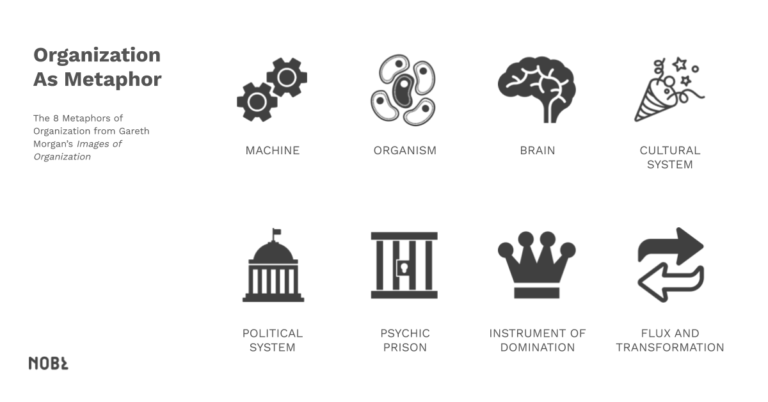 Organization
As Metaphor
The 8 Metaphors of
Organization from Gareth
Morgan's Images of
Organization
MACHINE
ORGANISM
BRAIN
CULTURAL
SYSTEM
POLITICAL
SYSTEM
PSYCHIC
PRISON
INSTRUMENT OF
DOMINATION
FLUX AND
TRANSFORMATION
NOBL